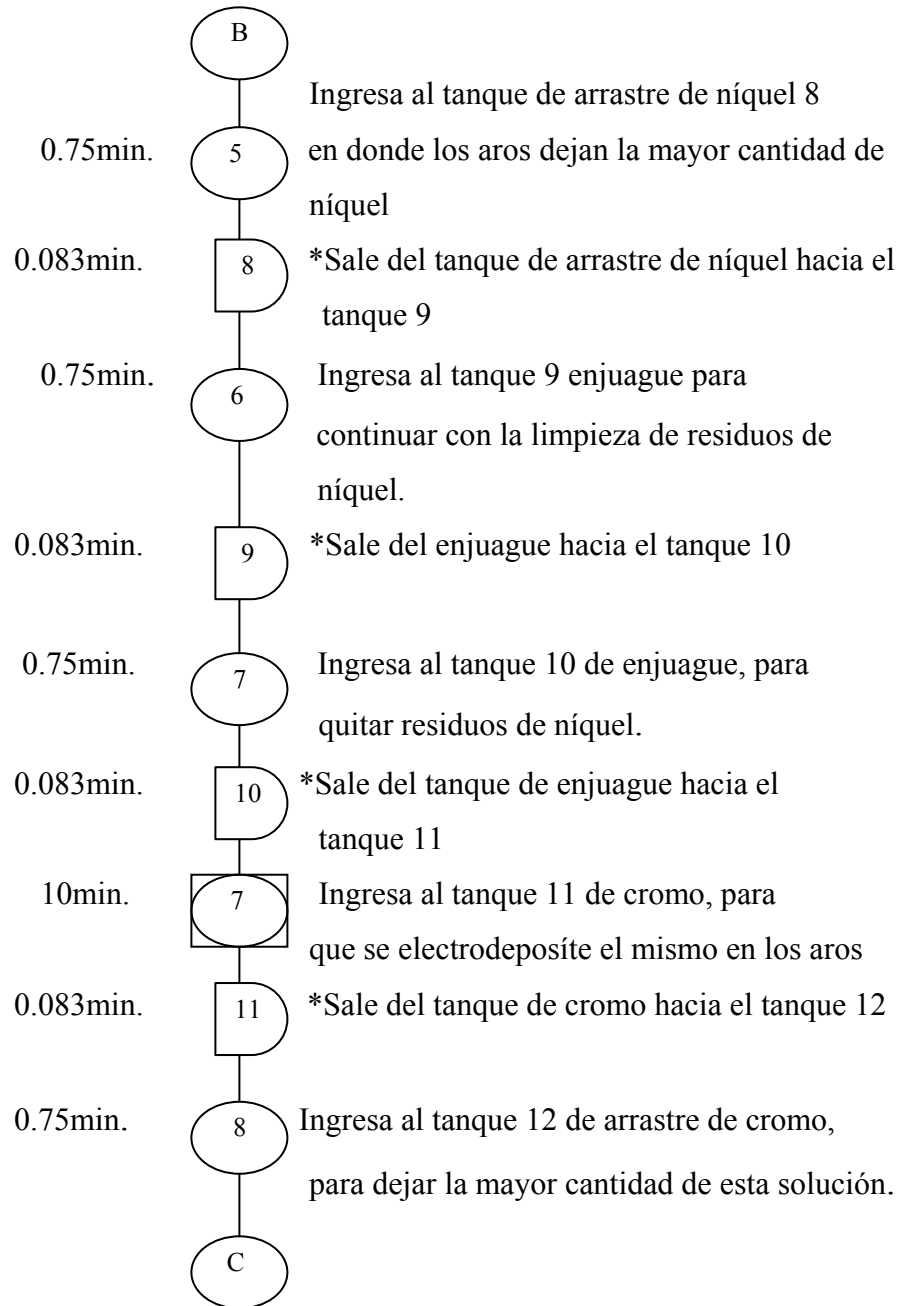 B
Ingresa al tanque de arrastre de níquel 8
0.75min. 5 en donde los aros dejan la mayor cantidad de
níquel
0.083min. 8 *Sale del tanque de arrastre de níquel hacia el
tanque 9
0.75min. 6 Ingresa al tanque 9 enjuague para
continuar con la limpieza de residuos de
níquel.
0.083min. 9 *Sale del enjuague hacia el tanque 10
0.75min. 7 Ingresa al tanque 10 de enjuague, para
quitar residuos de níquel.
0.083min. 10 *Sale del tanque de enjuague hacia el
tanque 11
10min. 7 Ingresa al tanque 11 de cromo, para
que se electrodeposíte el mismo en los aros
0.083min. 11 *Sale del tanque de cromo hacia el tanque 12
0.75min. 8 Ingresa al tanque 12 de arrastre de cromo,
para dejar la mayor cantidad de esta solución.
C